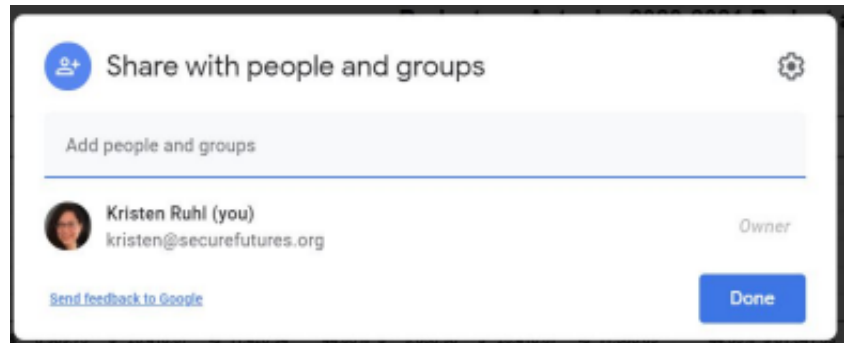 Share with people and groups
Add people and groups
Kristen Ruhl (you)
kristen@securefutures.org
Owner
Send feedback to Google
Done